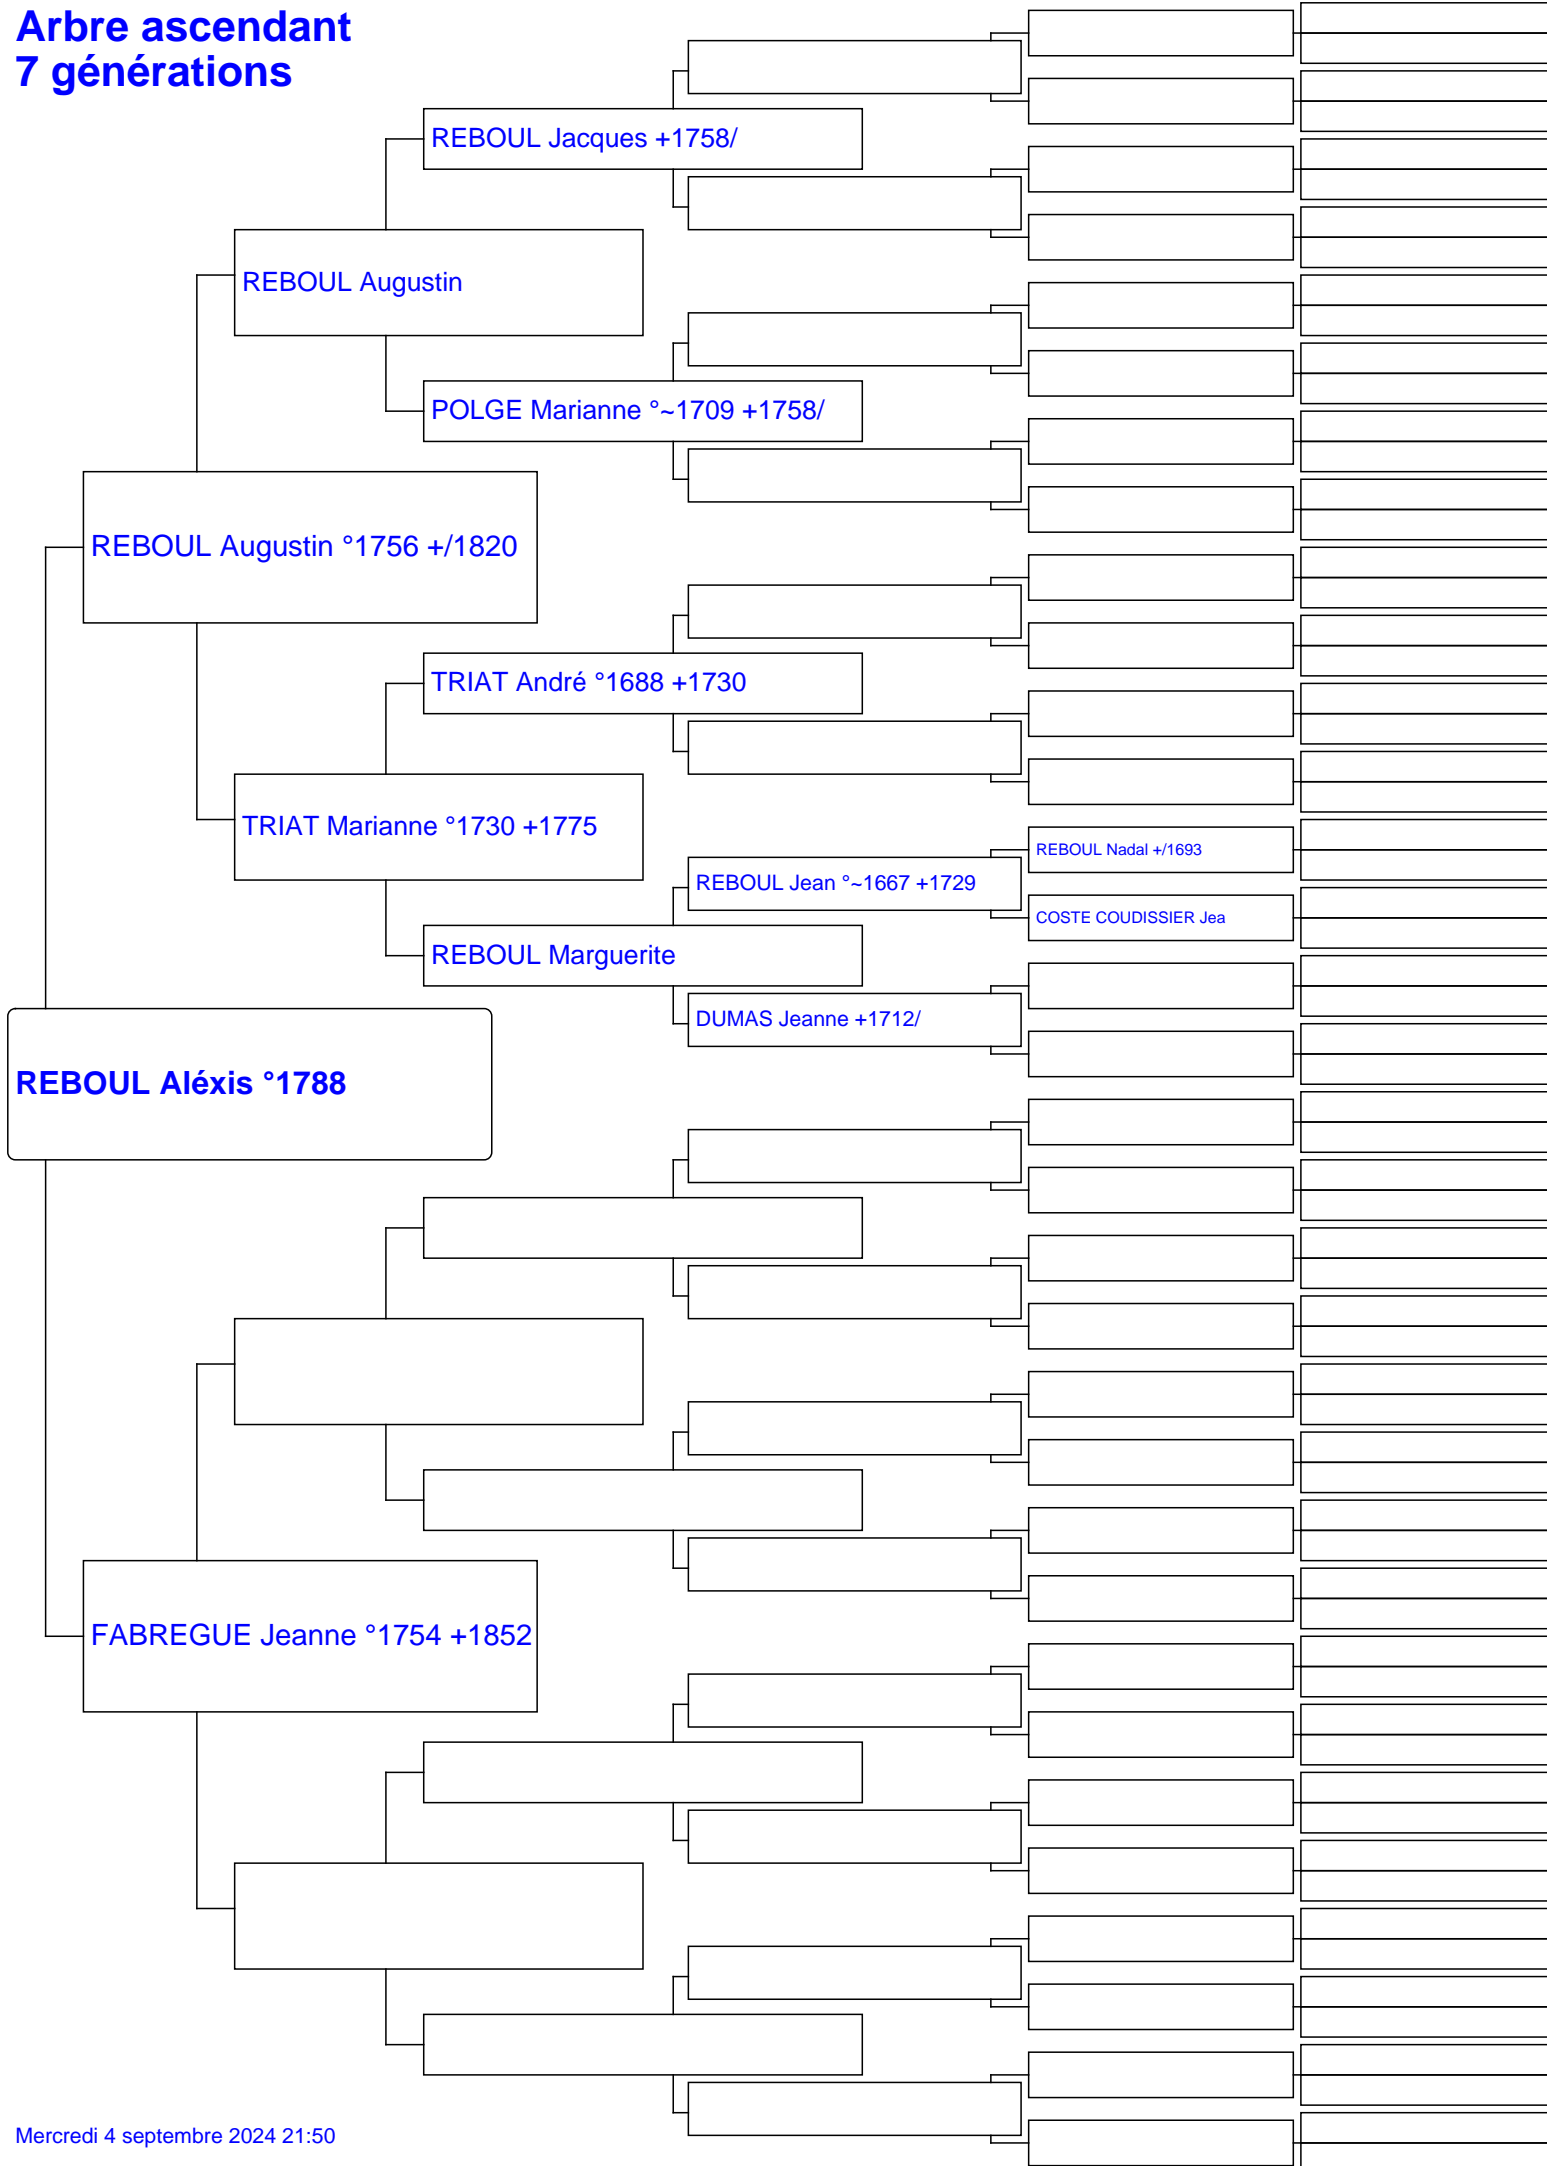 Arbre ascendant
7 générations
REBOUL Jacques +1758/
REBOUL Augustin
POLGE Marianne °~1709 +1758/
REBOUL Augustin °1756 +/1820
TRIAT André °1688 +1730
TRIAT Marianne °1730 +1775
REBOUL Nadal +/1693
REBOUL Jean °~1667 +1729
COSTE COUDISSIER Jea
REBOUL Marguerite
DUMAS Jeanne +1712/
REBOUL Aléxis °1788
FABREGUE Jeanne °1754 +1852
Mercredi 4 septembre 2024 21:50